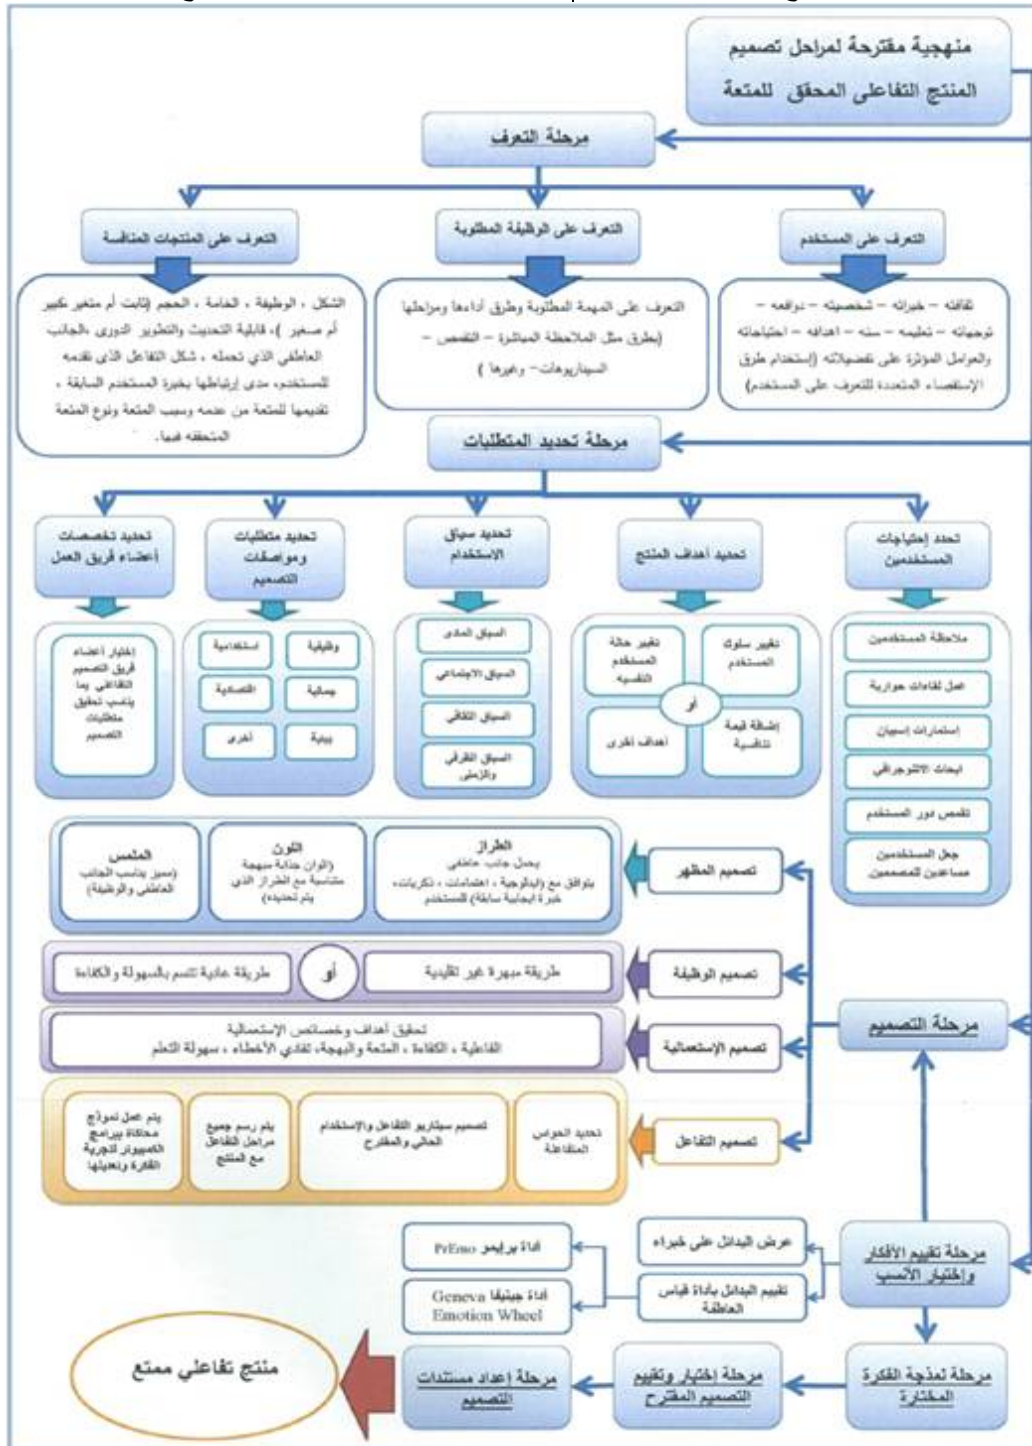 منهجية مقترحة لمراحل تصميم
المنتج التفاعلى المحقق للمتعة
مرحلة التعرف
التعرف على المستخدم
التعرف على الوظيفة المطلوبة
التعرف على المنتجات المنافسة
ثقافته – خبراته – شخصيته – دوافعه –
توجهاته – تعليمه – سنه – اهدافه – احتياجاته
والعوامل المؤثرة على تفضيلاته (إستخدام طرق
الإستقصاء المتعددة للتعرف على المستخدم)
التعرف على المهمة المطلوبة وطرق أداءها ومراحلها
(بطرق مثل الملاحظة المباشرة – التقمص –
السيناريوهات – وغيرها )
الشكل ، الوظيفة ، الخامة ، الحجم (ثابت أم متغير كبير
أم صغير )، قابلية التحديث والتطوير الدورى ،الجانب
العاطفي الذي تحمله ، شكل التفاعل الذى تقدمه
للمستخدم، مدى إرتباطها بخبرة المستخدم السابقة ،
تقديمها للمتعة من عدمه وسبب المتعة ونوع المتعة
المتحققه فيها.
مرحلة تحديد المتطلبات
تحدد إحتياجات
المستخدمين
تحديد أهداف المنتج
تحديد سياق
الاستخدام
تحديد متطلبات
ومواصفات
التصميم
تحديد تخصصات
أعضاء فريق العمل
ملاحظة المستخدمين
عمل لقاءات حوارية
إستمارات إستبيان
ابحاث الاثنوجرافي
تقمص دور المستخدم
جعل المستخدمين
مساعدين للمصممين
تغيير سلوك
المستخدم
تغيير حالة
المستخدم
النفسيه
أو
إضافة قيمة
تنافسية
أهداف أخرى
السياق المادى
السياق الاجتماعي
السياق الثقافي
السياق الظرفي
والزمنى
وظيفية
استخدامية
جمالية
اقتصادية
بيئية
أخرى
إختيار أعضاء
فريق التصميم
التفاعلي بما
يناسب تحقيق
متطلبات
التصميم
مرحلة التصميم
تصميم المظهر
الطراز
يحمل جانب عاطفى
يتوافق مع (ايدلوجية ، اهتمامات ، ذكريات،
خبرة ايجابية سابقة) للمستخدم
اللون
(الوان جذابة مبهجة
متناسبة مع الطراز الذي
يتم تحديده)
الملمس
(مميز يناسب الجانب
العاطفي والوظيفة)
تصميم الوظيفة
طريقة مبهرة غير تقليدية
أو
طريقة عادية تتسم بالسهولة والكفاءة
تصميم الإستعمالية
تحقيق أهداف وخصائص الإستعمالية
الفاعلية ، الكفاءة ، المتعة والبهجة، تفادي الأخطاء ، سهولة التعلم
تصميم التفاعل
تحديد الحواس
المتفاعلة
تصميم سيناريو التفاعل والإستخدام
الحالي والمقترح
يتم رسم جميع
مراحل التفاعل
مع المنتج
يتم عمل نموذج
محاكاة ببرامج
الكمبيوتر لتجربة
الفكرة وتعديلها
مرحلة تقييم الأفكار
وإختيار الأنسب
عرض البدائل على خبراء
تقييم البدائل بأداة قياس
العاطفة
أداة بريمو PrEmo
أداة جينيفا Geneva
Emotion Wheel
مرحلة نمذجة الفكرة
المختارة
مرحلة إختيار وتقييم
التصميم المقترح
مرحلة إعداد مستندات
التصميم
منتج تفاعلي ممتع